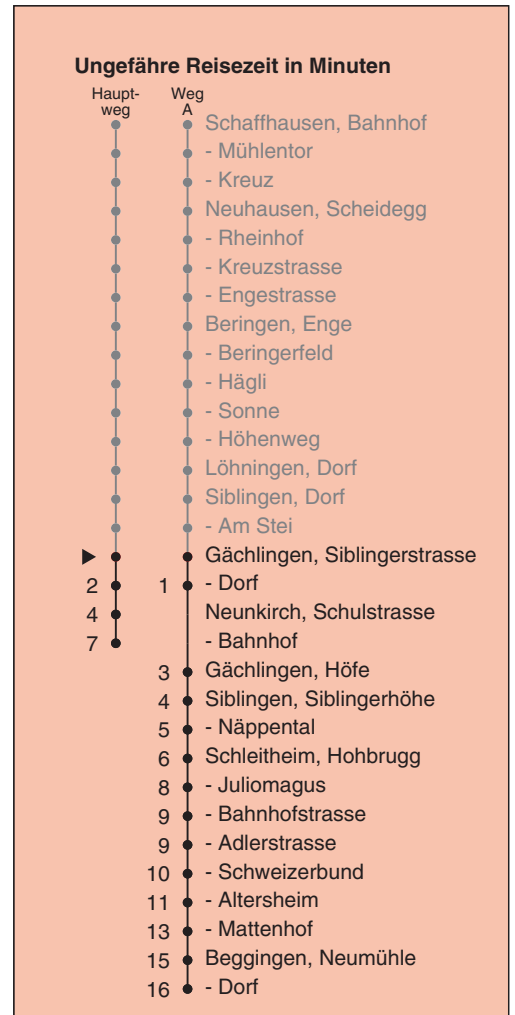 Ungefähre Reisezeit in Minuten
Haupt- Weg
weg A
Schaffhausen, Bahnhof
- Mühlentor
- Kreuz
Neuhausen, Scheidegg
- Rheinhof
- Kreuzstrasse
- Engestrasse
Beringen, Enge
- Beringerfeld
- Hägli
- Sonne
- Höhenweg
Löhningen, Dorf
Siblingen, Dorf
- Am Stei
Gächlingen, Siblingerstrasse
2 1 - Dorf
4 Neunkirch, Schulstrasse
7 - Bahnhof
3 Gächlingen, Höfe
4 Siblingen, Siblingerhöhe
5 - Näppental
6 Schleitheim, Hohbrugg
8 - Juliomagus
9 - Bahnhofstrasse
9 - Adlerstrasse
10 - Schweizerbund
11 - Altersheim
13 - Mattenhof
15 Beggingen, Neumühle
16 - Dorf